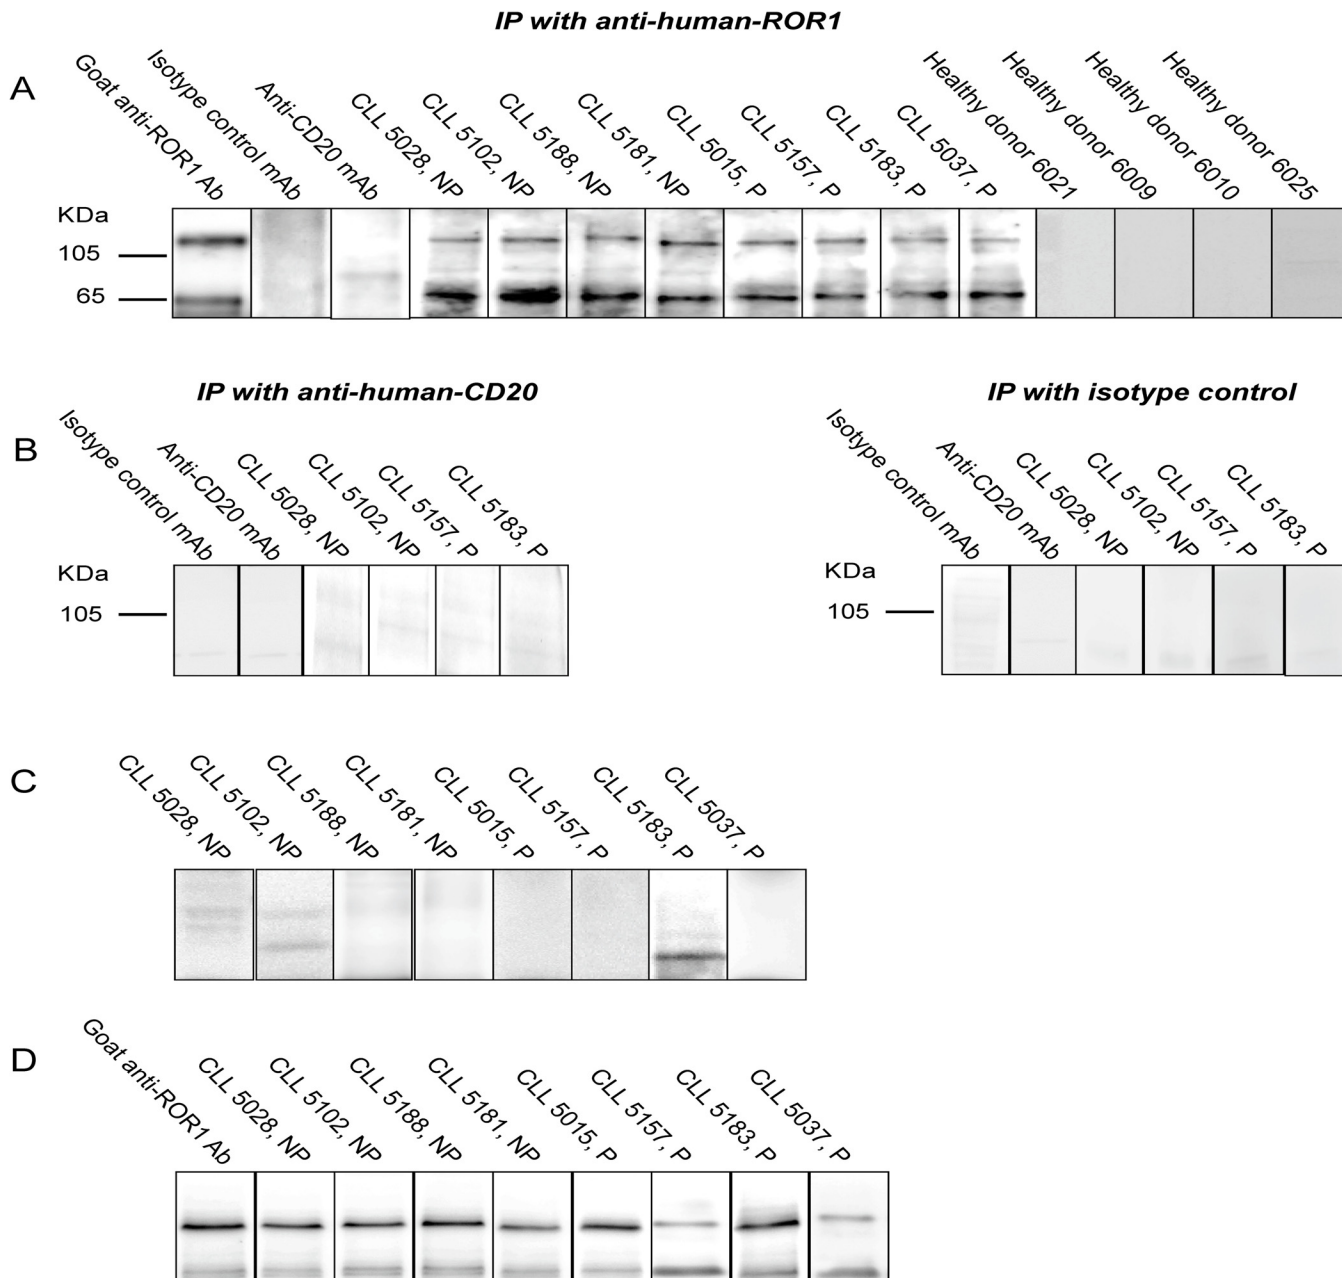 IP with anti-human-ROR1
A
Goat anti-ROR1 Ab
Isotype control mAb
Anti-CD20 mAb
CLL 5028, NP
CLL 5102, NP
CLL 5188, NP
CLL 5181, NP
CLL 5015, P
CLL 5157, P
CLL 5183, P
CLL 5037, P
Healthy donor 6021
Healthy donor 6009
Healthy donor 6010
Healthy donor 6025
KDa
105
65
IP with anti-human-CD20
B
Isotype control mAb
Anti-CD20 mAb
CLL 5028, NP
CLL 5102, NP
CLL 5157, P
CLL 5183, P
KDa
105
IP with isotype control
Isotype control mAb
Anti-CD20 mAb
CLL 5028, NP
CLL 5102, NP
CLL 5157, P
CLL 5183, P
KDa
105
C
CLL 5028, NP
CLL 5102, NP
CLL 5188, NP
CLL 5181, NP
CLL 5015, P
CLL 5157, P
CLL 5183, P
CLL 5037, P
D
Goat anti-ROR1 Ab
CLL 5028, NP
CLL 5102, NP
CLL 5188, NP
CLL 5181, NP
CLL 5015, P
CLL 5157, P
CLL 5183, P
CLL 5037, P